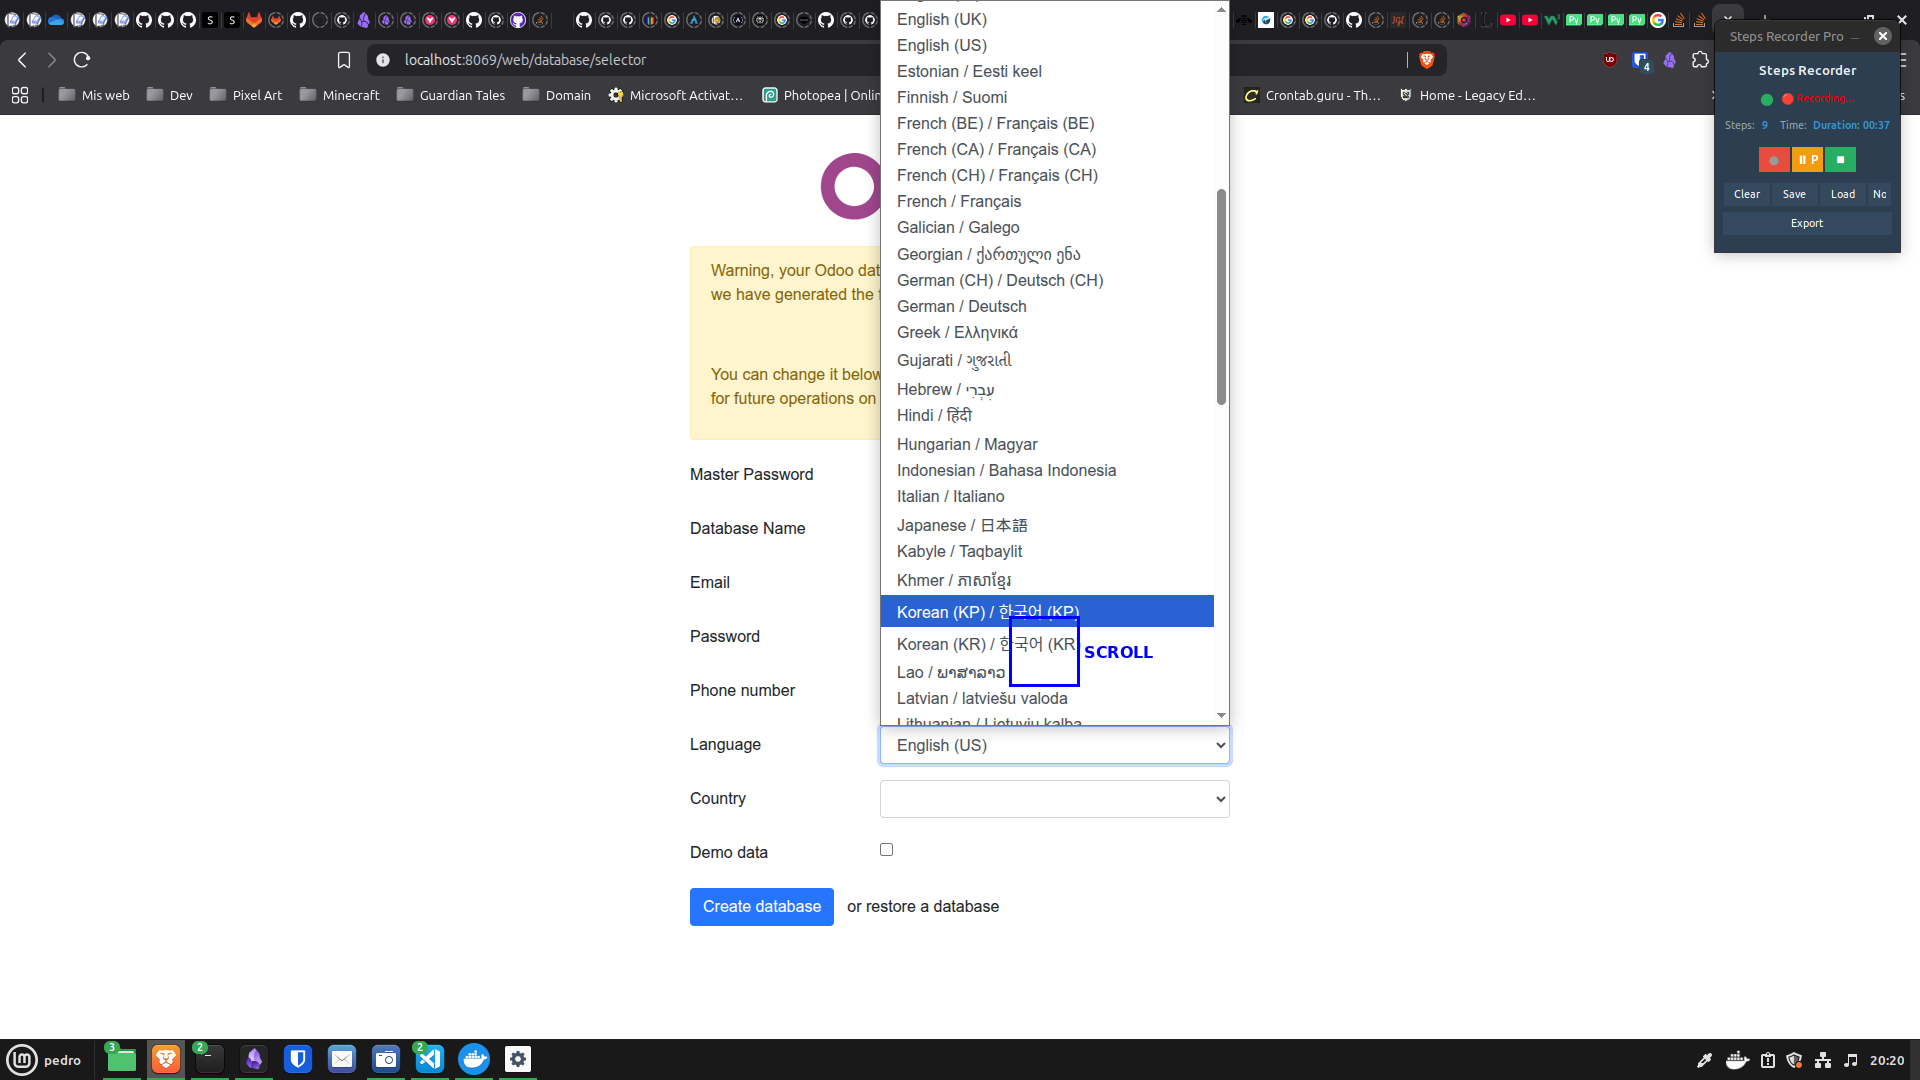 localhost:8069/web/database/selector
Mis web
Dev
Pixel Art
Minecraft
Guardian Tales
Domain
Microsoft Activat...
Photopea | Onlin
Crontab.guru - Th...
Home - Legacy Ed...
Steps Recorder Pro
Steps Recorder
Recording...
Steps: 9 Time: Duration: 00:37
P
Clear Save Load No
Export
Warning, your Odoo dat
we have generated the
You can change it below
for future operations on
Master Password
Database Name
Email
Password
Phone number
Language
English (UK)
English (US)
Estonian / Eesti keel
Finnish / Suomi
French (BE) / Français (BE)
French (CA) / Français (CA)
French (CH) / Français (CH)
French / Français
Galician / Galego
Georgian / ქართული ენა
German (CH) / Deutsch (CH)
German / Deutsch
Greek / Ελληνικά
Gujarati / ગુજરાતી
Hebrew / עִבְרִי
Hindi / हिंदी
Hungarian / Magyar
Indonesian / Bahasa Indonesia
Italian / Italiano
Japanese / 日本語
Kabyle / Taqbaylit
Khmer / ភាសាខ្មែរ
Korean (KP) / 한국어 (KP)
Korean (KR) / 한국어 (KR
SCROLL
Lao / ພາສາລາວ
Latvian / latviešu valoda
Lithuanian / Lietuvių kalba
English (US)
Country
Demo data
Create database
or restore a database
pedro
3
2
2
4
20:20